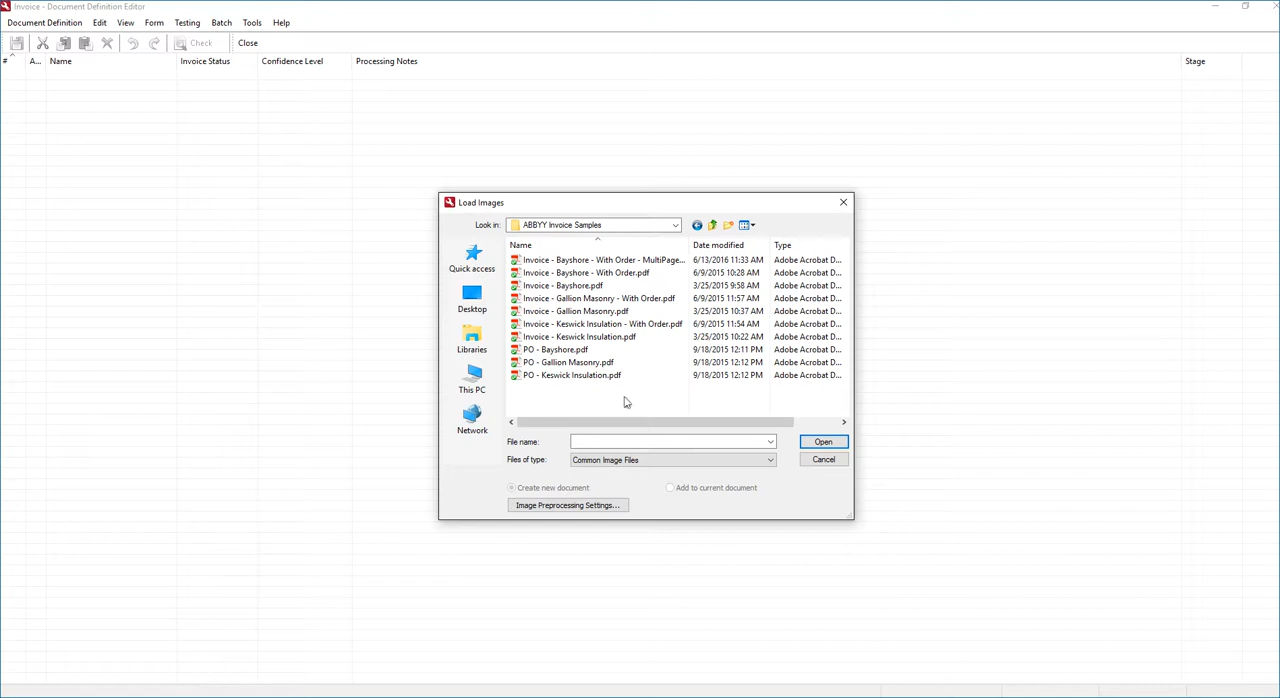 Invoice - Document Definition Editor
Document Definition Edit View Form Testing Batch Tools Help
Check Close
# A... Name Invoice Status Confidence Level Processing Notes Stage
Load Images
Look in: ABBYY Invoice Samples
Name Date modified Type
Invoice - Bayshore - With Order - MultiPage... 6/13/2016 11:33 AM Adobe Acrobat D...
Invoice - Bayshore - With Order.pdf 6/9/2015 10:28 AM Adobe Acrobat D...
Invoice - Bayshore.pdf 3/25/2015 9:58 AM Adobe Acrobat D...
Invoice - Gallion Masonry - With Order.pdf 6/9/2015 11:57 AM Adobe Acrobat D...
Invoice - Gallion Masonry.pdf 3/25/2015 10:37 AM Adobe Acrobat D...
Invoice - Keswick Insulation - With Order.pdf 6/9/2015 11:54 AM Adobe Acrobat D...
Invoice - Keswick Insulation.pdf 3/25/2015 10:22 AM Adobe Acrobat D...
PO - Bayshore.pdf 9/18/2015 12:11 PM Adobe Acrobat D...
PO - Gallion Masonry.pdf 9/18/2015 12:12 PM Adobe Acrobat D...
PO - Keswick Insulation.pdf 9/18/2015 12:12 PM Adobe Acrobat D...
Quick access
Desktop
Libraries
This PC
Network
File name: Open
Files of type: Common Image Files Cancel
Create new document Add to current document
Image Preprocessing Settings...